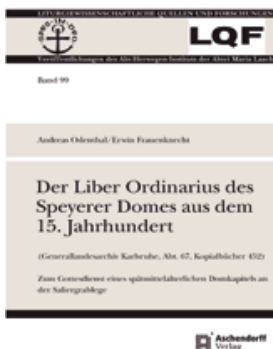 LITURGIEWISSENSCHAFTLICHE QUELLEN UND FORSCHUNGEN
LQF
Veröffentlichungen des Abt-Herwegen-Instituts der Abtei Maria Laach
Band 99
Andreas Odenthal/Erwin Frauenknecht
Der Liber Ordinarius des
Speyerer Domes aus dem
15. Jahrhundert
(Generallandesarchiv Karlsruhe, Abt. 67, Kopialbücher 452)
Zum Gottesdienst eines spätmittelalterlichen Domkapitels an
der Saliergrablege
Aschendorff
Verlag